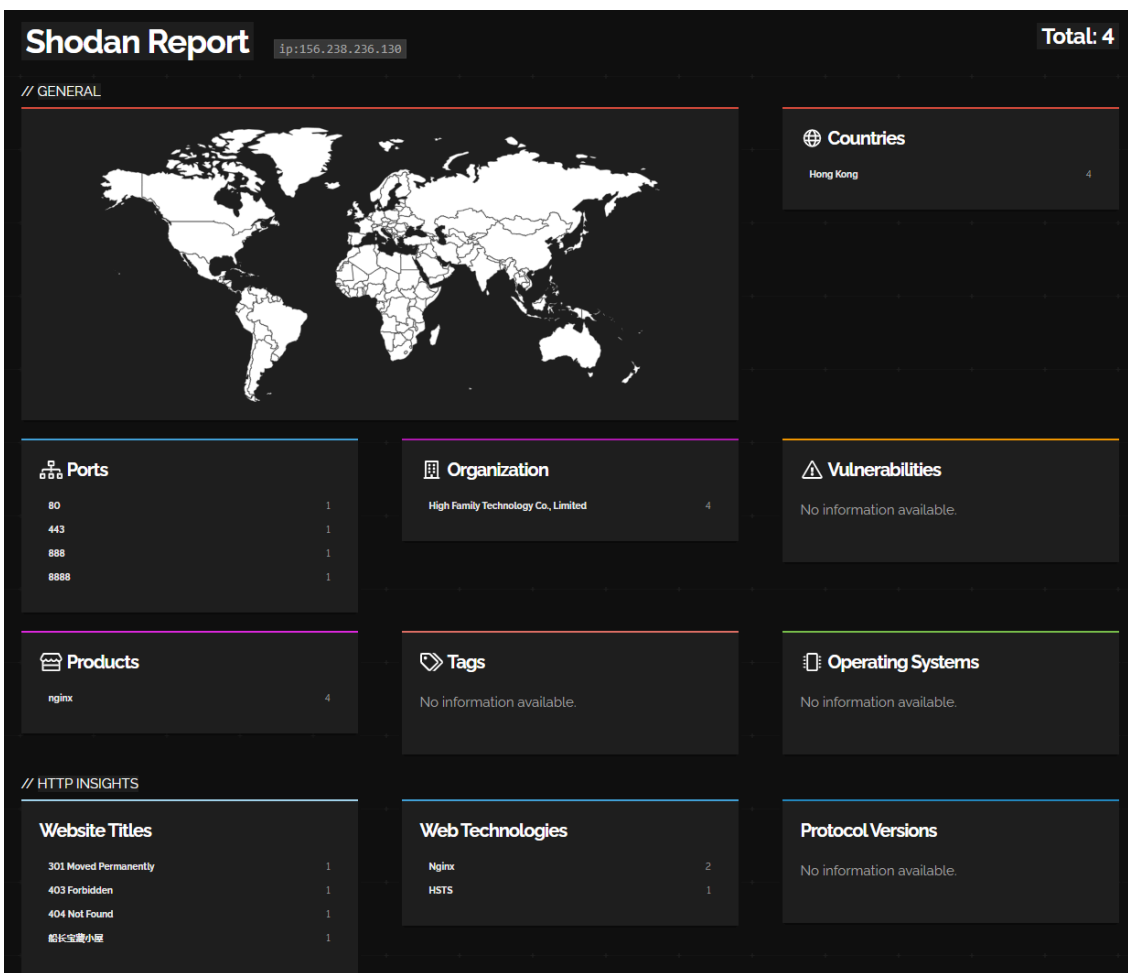 Shodan Report
ip:156.238.236.130
Total: 4
// GENERAL
Countries
Hong Kong 4
Ports
80 1
443 1
888 1
8888 1
Organization
High Family Technology Co., Limited 4
Vulnerabilities
No information available.
Products
nginx 4
Tags
No information available.
Operating Systems
No information available.
// HTTP INSIGHTS
Website Titles
301 Moved Permanently 1
403 Forbidden 1
404 Not Found 1
船长宝藏小屋 1
Web Technologies
Nginx 2
HSTS 1
Protocol Versions
No information available.